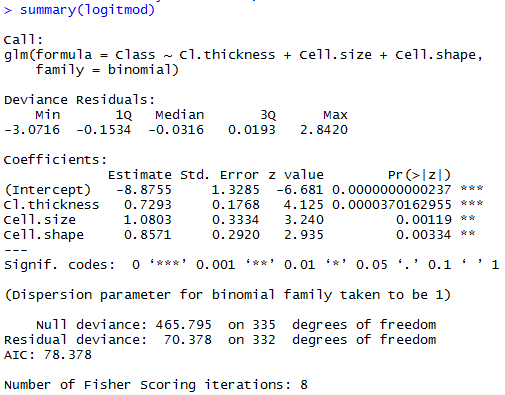 > summary(logitmod)
Call:
glm(formula = Class ~ Cl.thickness + Cell.size + Cell.shape,
    family = binomial)
Deviance Residuals:
    Min       1Q   Median       3Q      Max
-3.0716  -0.1534  -0.0316   0.0193   2.8420
Coefficients:
             Estimate Std. Error z value        Pr(>|z|)
(Intercept)   -8.8755     1.3285  -6.681 0.0000000000237 ***
Cl.thickness   0.7293     0.1768   4.125 0.0000370162955 ***
Cell.size      1.0803     0.3334   3.240         0.00119 **
Cell.shape     0.8571     0.2920   2.935         0.00334 **
---
Signif. codes:  0 ‘***’ 0.001 ‘**’ 0.01 ‘*’ 0.05 ‘.’ 0.1 ‘ ’ 1
(Dispersion parameter for binomial family taken to be 1)
    Null deviance: 465.795  on 335  degrees of freedom
Residual deviance:  70.378  on 332  degrees of freedom
AIC: 78.378
Number of Fisher Scoring iterations: 8